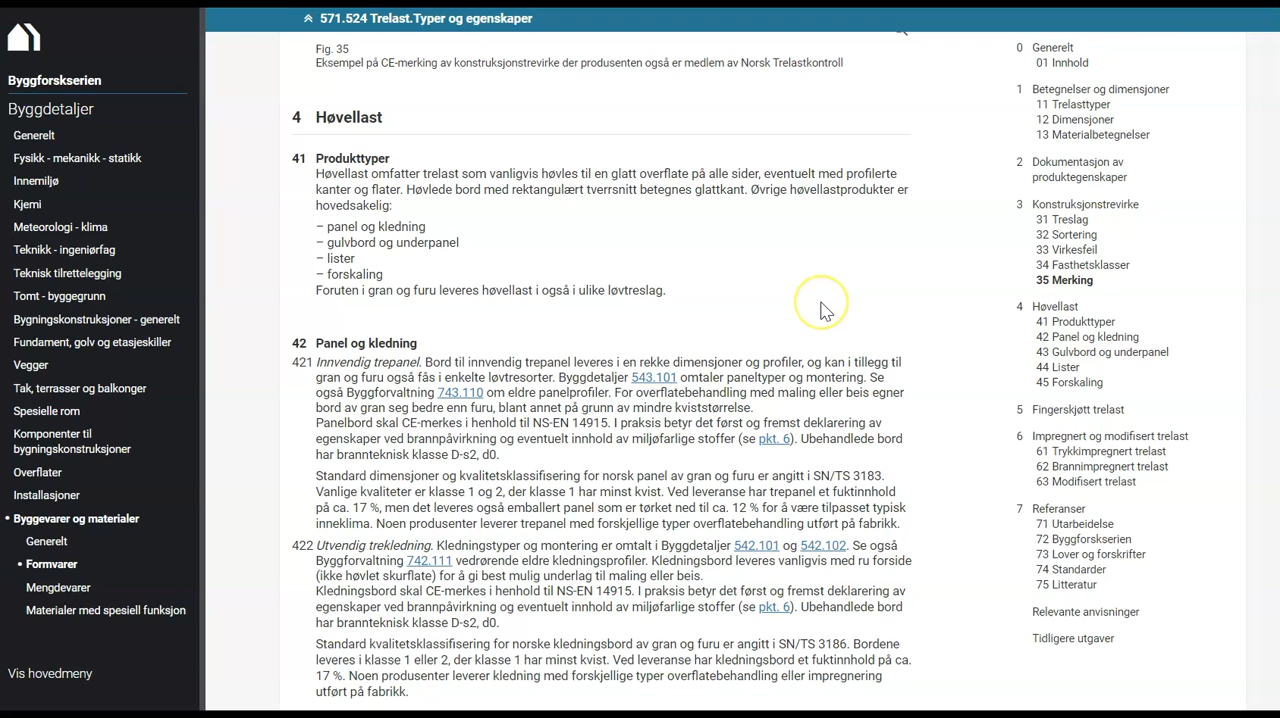 571.524 Trelast.Typer og egenskaper
Byggforskserien
Byggdetaljer
Generelt
Fysikk - mekanikk - statikk
Innemiljø
Kjemi
Meteorologi - klima
Teknikk - ingeniørfag
Teknisk tilrettelegging
Tomt - byggegrunn
Bygningskonstruksjoner - generelt
Fundament, golv og etasjeskiller
Vegger
Tak, terrasser og balkonger
Spesielle rom
Komponenter til
bygningskonstruksjoner
Overflater
Installasjoner
• Byggevarer og materialer
Generelt
• Formvarer
Mengdevarer
Materialer med spesiell funksjon
Vis hovedmeny
Fig. 35
Eksempel på CE-merking av konstruksjonstrevirke der produsenten også er medlem av Norsk Trelastkontroll
4 Høvellast
41 Produkttyper
Høvellast omfatter trelast som vanligvis høvles til en glatt overflate på alle sider, eventuelt med profilerte
kanter og flater. Høvlede bord med rektangulært tverrsnitt betegnes glattkant. Øvrige høvellastprodukter er
hovedsakelig:
– panel og kledning
– gulvbord og underpanel
– lister
– forskaling
Foruten i gran og furu leveres høvellast i også i ulike løvtreslag.
42 Panel og kledning
421 Innvendig trepanel. Bord til innvendig trepanel leveres i en rekke dimensjoner og profiler, og kan i tillegg til
gran og furu også fås i enkelte løvtresorter. Byggdetaljer 543.101 omtaler paneltyper og montering. Se
også Byggforvaltning 743.110 om eldre panelprofiler. For overflatebehandling med maling eller beis egner
bord av gran seg bedre enn furu, blant annet på grunn av mindre kviststørrelse.
Panelbord skal CE-merkes i henhold til NS-EN 14915. I praksis betyr det først og fremst deklarering av
egenskaper ved brannpåvirkning og eventuelt innhold av miljøfarlige stoffer (se pkt. 6). Ubehandlede bord
har brannteknisk klasse D-s2, d0.
Standard dimensjoner og kvalitetsklassifisering for norsk panel av gran og furu er angitt i SN/TS 3183.
Vanlige kvaliteter er klasse 1 og 2, der klasse 1 har minst kvist. Ved leveranse har trepanel et fuktinnhold
på ca. 17 %, men det leveres også emballert panel som er tørket ned til ca. 12 % for å være tilpasset typisk
inneklima. Noen produsenter leverer trepanel med forskjellige typer overflatebehandling utført på fabrikk.
422 Utvendig trekledning. Kledningstyper og montering er omtalt i Byggdetaljer 542.101 og 542.102. Se også
Byggforvaltning 742.111 vedrørende eldre kledningsprofiler. Kledningsbord leveres vanligvis med ru forside
(ikke høvlet skurflate) for å gi best mulig underlag til maling eller beis.
Kledningsbord skal CE-merkes i henhold til NS-EN 14915. I praksis betyr det først og fremst deklarering av
egenskaper ved brannpåvirkning og eventuelt innhold av miljøfarlige stoffer (se pkt. 6). Ubehandlede bord
har brannteknisk klasse D-s2, d0.
Standard kvalitetsklassifisering for norske kledningsbord av gran og furu er angitt i SN/TS 3186. Bordene
leveres i klasse 1 eller 2, der klasse 1 har minst kvist. Ved leveranse har kledningsbord et fuktinnhold på ca.
17 %. Noen produsenter leverer kledning med forskjellige typer overflatebehandling eller impregnering
utført på fabrikk.
0 Generelt
01 Innhold
1 Betegnelser og dimensjoner
11 Trelasttyper
12 Dimensjoner
13 Materialbetegnelser
2 Dokumentasjon av
produktegenskaper
3 Konstruksjonstrevirke
31 Treslag
32 Sortering
33 Virkesfeil
34 Fasthetsklasser
35 Merking
4 Høvellast
41 Produkttyper
42 Panel og kledning
43 Gulvbord og underpanel
44 Lister
45 Forskaling
5 Fingerskjøtt trelast
6 Impregnert og modifisert trelast
61 Trykkimpregnert trelast
62 Brannimpregnert trelast
63 Modifisert trelast
7 Referanser
71 Utarbeidelse
72 Byggforskserien
73 Lover og forskrifter
74 Standarder
75 Litteratur
Relevante anvisninger
Tidligere utgaver